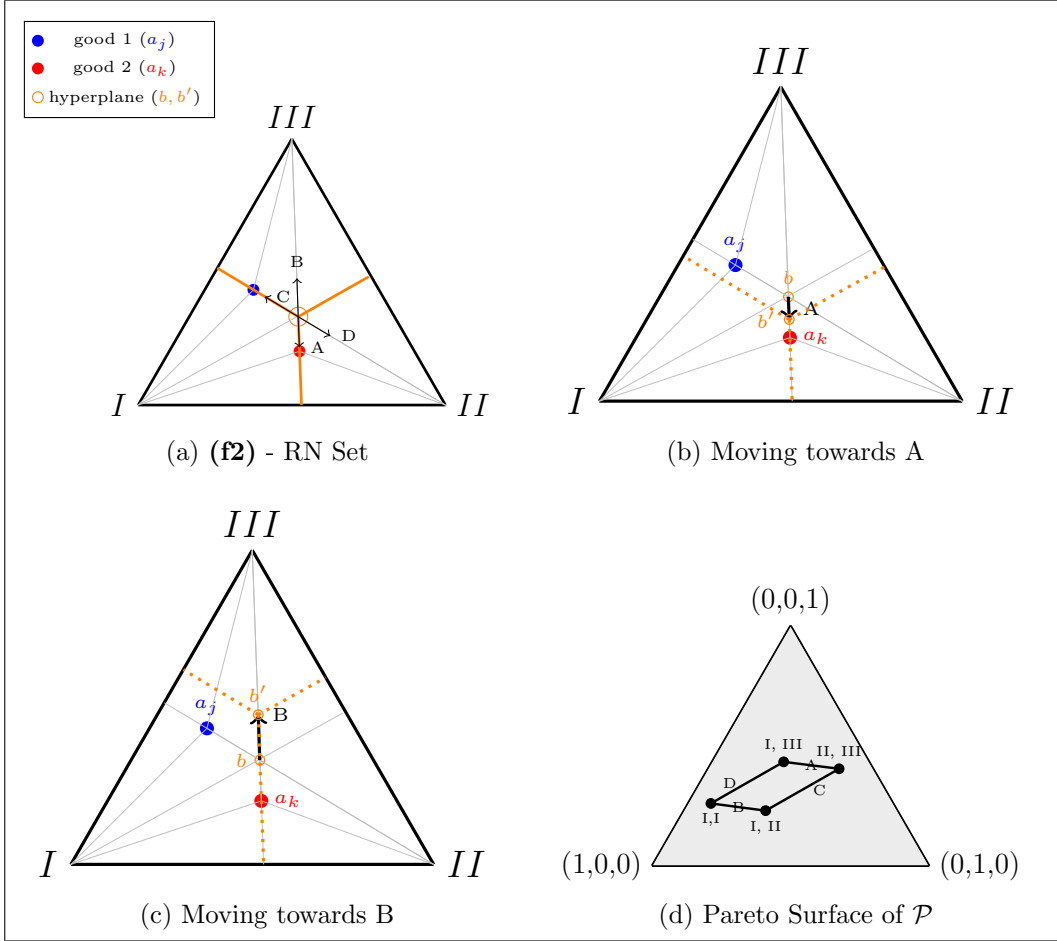 good 1 (a_j)
good 2 (a_k)
hyperplane (b, b′)
III
B
C
D
A
I
II
(a) (f2) - RN Set
III
a_j
b
A
b′
a_k
I
II
(b) Moving towards A
III
b′
a_j
B
b
a_k
I
II
(c) Moving towards B
(0,0,1)
I, III
II, III
A
D
C
B
I,I
I, II
(1,0,0)
(0,1,0)
(d) Pareto Surface of 𝒫